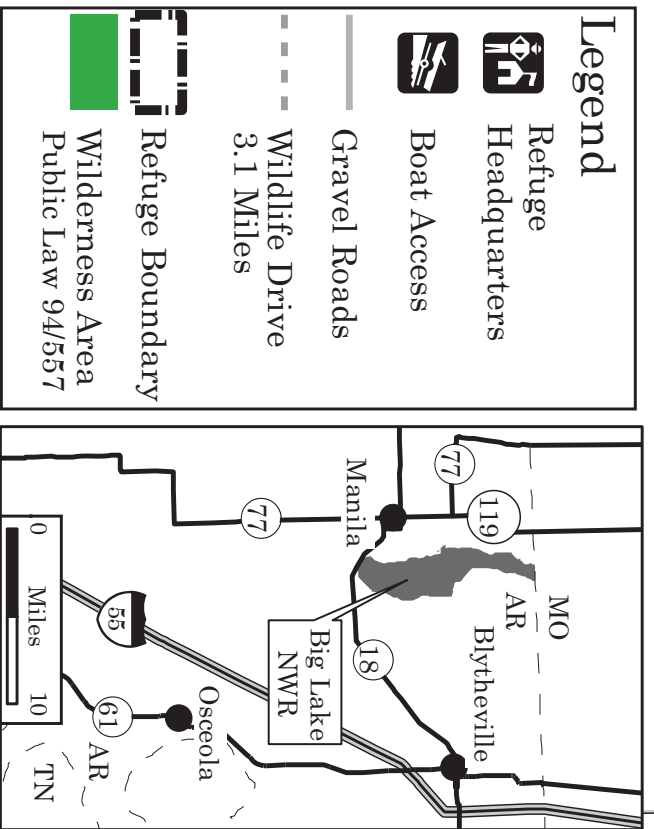 Legend
Refuge
Headquarters
Boat Access
Gravel Roads
Wildlife Drive
3.1 Miles
Refuge Boundary
Wilderness Area
Public Law 94/557
MO
AR
119
77
Blytheville
Manila
18
Big Lake
NWR
77
Osceola
55
61
AR
TN
0
10
Miles